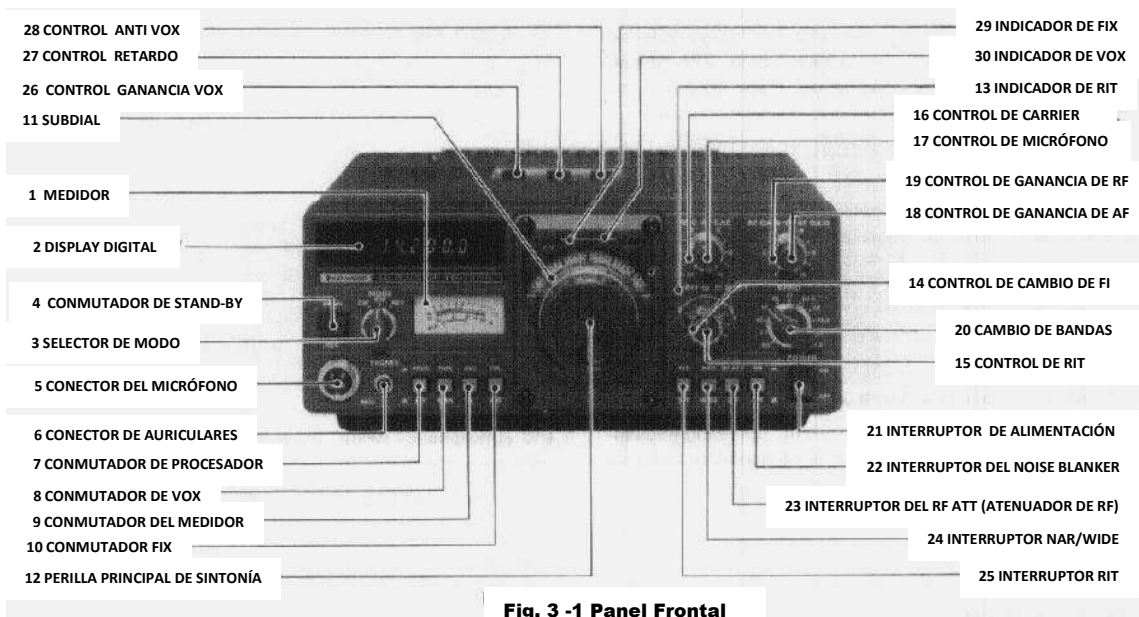 28 CONTROL ANTI VOX
27 CONTROL RETARDO
26 CONTROL GANANCIA VOX
11 SUBDIAL
1 MEDIDOR
2 DISPLAY DIGITAL
4 CONMUTADOR DE STAND-BY
3 SELECTOR DE MODO
5 CONECTOR DEL MICRÓFONO
6 CONECTOR DE AURICULARES
7 CONMUTADOR DE PROCESADOR
8 CONMUTADOR DE VOX
9 CONMUTADOR DEL MEDIDOR
10 CONMUTADOR FIX
12 PERILLA PRINCIPAL DE SINTONÍA
14.200.0
PHONES
29 INDICADOR DE FIX
30 INDICADOR DE VOX
13 INDICADOR DE RIT
16 CONTROL DE CARRIER
17 CONTROL DE MICRÓFONO
19 CONTROL DE GANANCIA DE RF
18 CONTROL DE GANANCIA DE AF
14 CONTROL DE CAMBIO DE FI
20 CAMBIO DE BANDAS
15 CONTROL DE RIT
21 INTERRUPTOR DE ALIMENTACIÓN
22 INTERRUPTOR DEL NOISE BLANKER
23 INTERRUPTOR DEL RF ATT (ATENUADOR DE RF)
24 INTERRUPTOR NAR/WIDE
25 INTERRUPTOR RIT
Fig. 3 -1 Panel Frontal